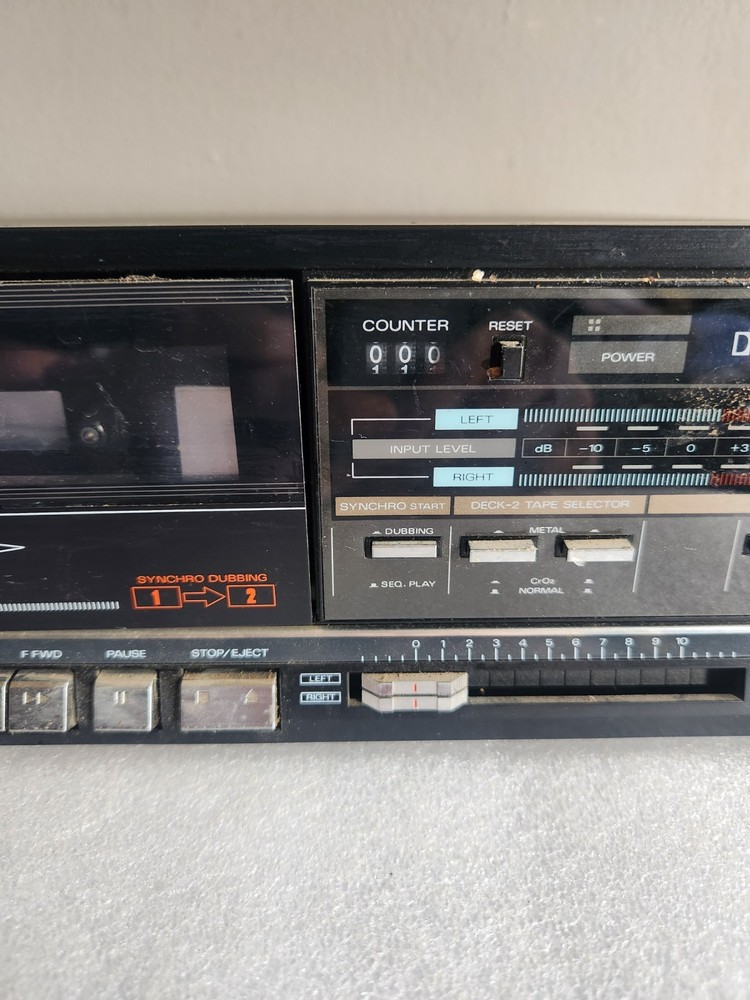 COUNTER RESET
000
111
POWER
D
LEFT
INPUT LEVEL dB -10 -5 0 +3
RIGHT
SYNCHRO START DECK-2 TAPE SELECTOR
DUBBING METAL
SEQ. PLAY CrO₂
NORMAL
SYNCHRO DUBBING
1 2
F FWD PAUSE STOP/EJECT
0 1 2 3 4 5 6 7 8 9 10
LEFT
RIGHT